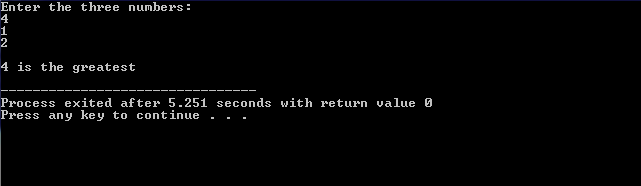 Enter the three numbers:
4
1
2
4 is the greatest
--------------------------------
Process exited after 5.251 seconds with return value 0
Press any key to continue . . .